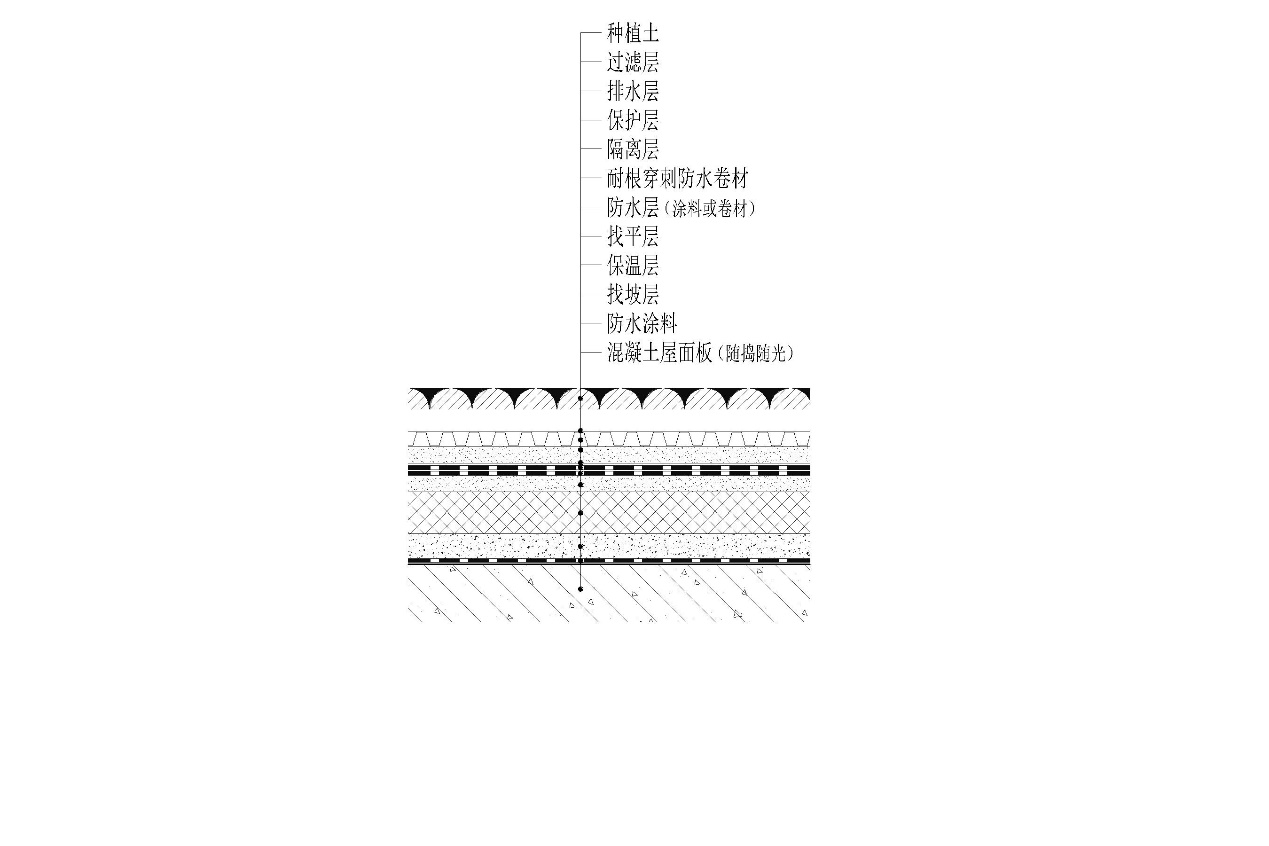 种植土
过滤层
排水层
保护层
隔离层
耐根穿刺防水卷材
防水层(涂料或卷材)
找平层
保温层
找坡层
防水涂料
混凝土屋面板(随捣随光)